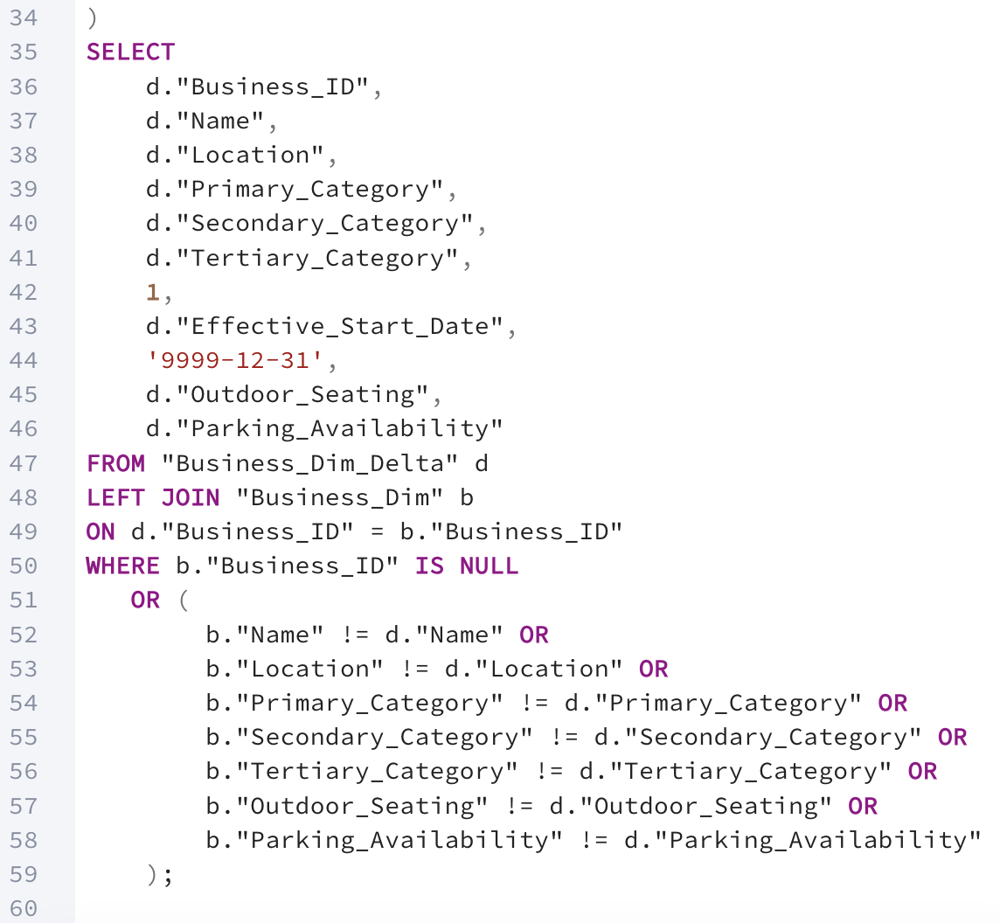 34 )
35 SELECT
36     d."Business_ID",
37     d."Name",
38     d."Location",
39     d."Primary_Category",
40     d."Secondary_Category",
41     d."Tertiary_Category",
42     1,
43     d."Effective_Start_Date",
44     '9999-12-31',
45     d."Outdoor_Seating",
46     d."Parking_Availability"
47 FROM "Business_Dim_Delta" d
48 LEFT JOIN "Business_Dim" b
49 ON d."Business_ID" = b."Business_ID"
50 WHERE b."Business_ID" IS NULL
51    OR (
52         b."Name" != d."Name" OR
53         b."Location" != d."Location" OR
54         b."Primary_Category" != d."Primary_Category" OR
55         b."Secondary_Category" != d."Secondary_Category" OR
56         b."Tertiary_Category" != d."Tertiary_Category" OR
57         b."Outdoor_Seating" != d."Outdoor_Seating" OR
58         b."Parking_Availability" != d."Parking_Availability"
59     );
60